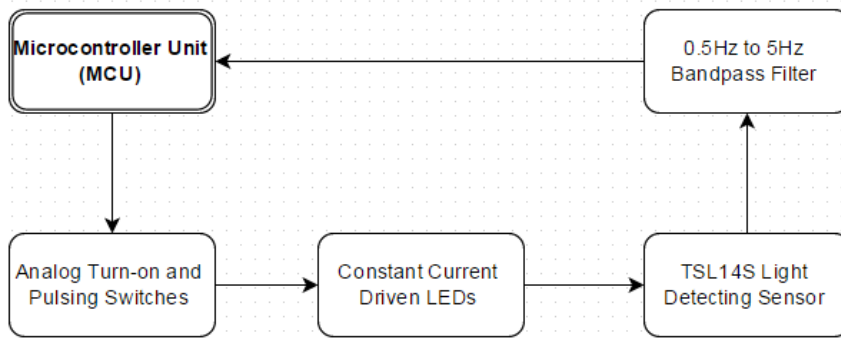 Microcontroller Unit
(MCU)
0.5Hz to 5Hz
Bandpass Filter
Analog Turn-on and
Pulsing Switches
Constant Current
Driven LEDs
TSL14S Light
Detecting Sensor